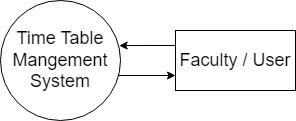 Time Table
Mangement
System
Faculty / User